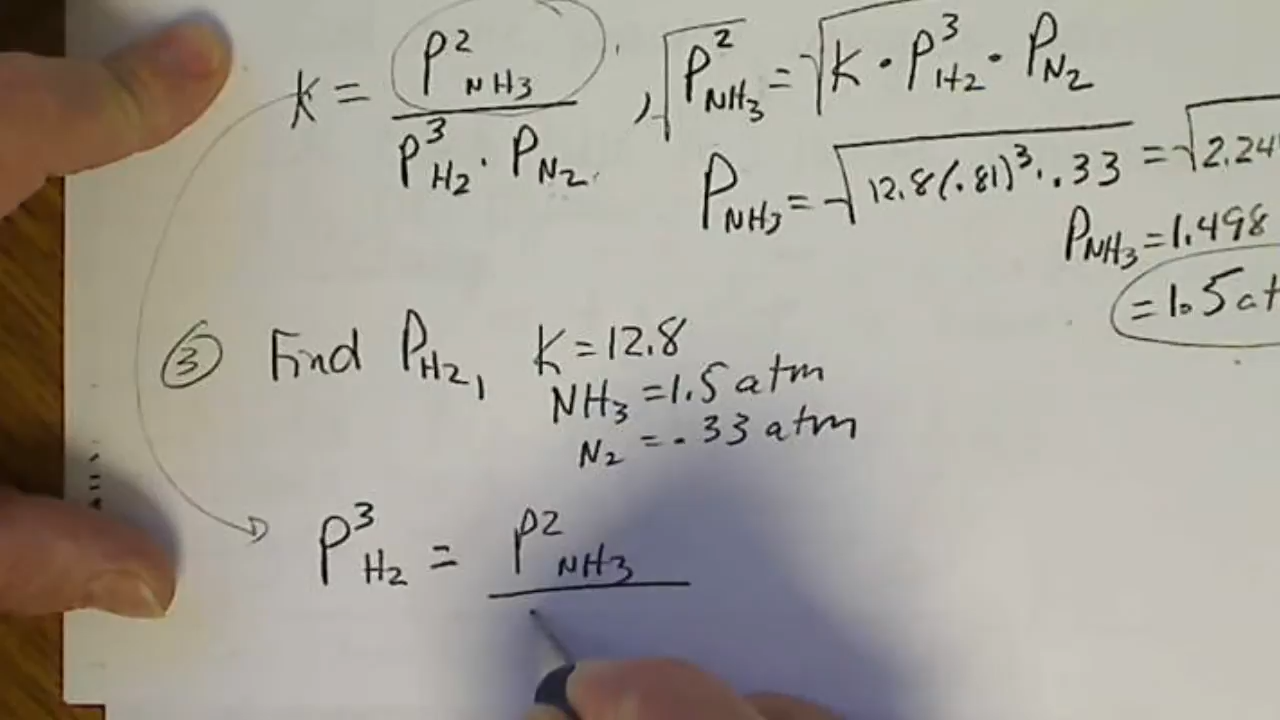 K = P²NH₃ / P³H₂ · PN₂ , √P²NH₃ = √K · P³H₂ · PN₂
PNH₃ = √12.8(.81)³ · .33 = √2.24
PNH₃ = 1.498
= 1.5 at
③ Find PH₂, K = 12.8
NH₃ = 1.5 atm
N₂ = .33 atm
P³H₂ = P²NH₃